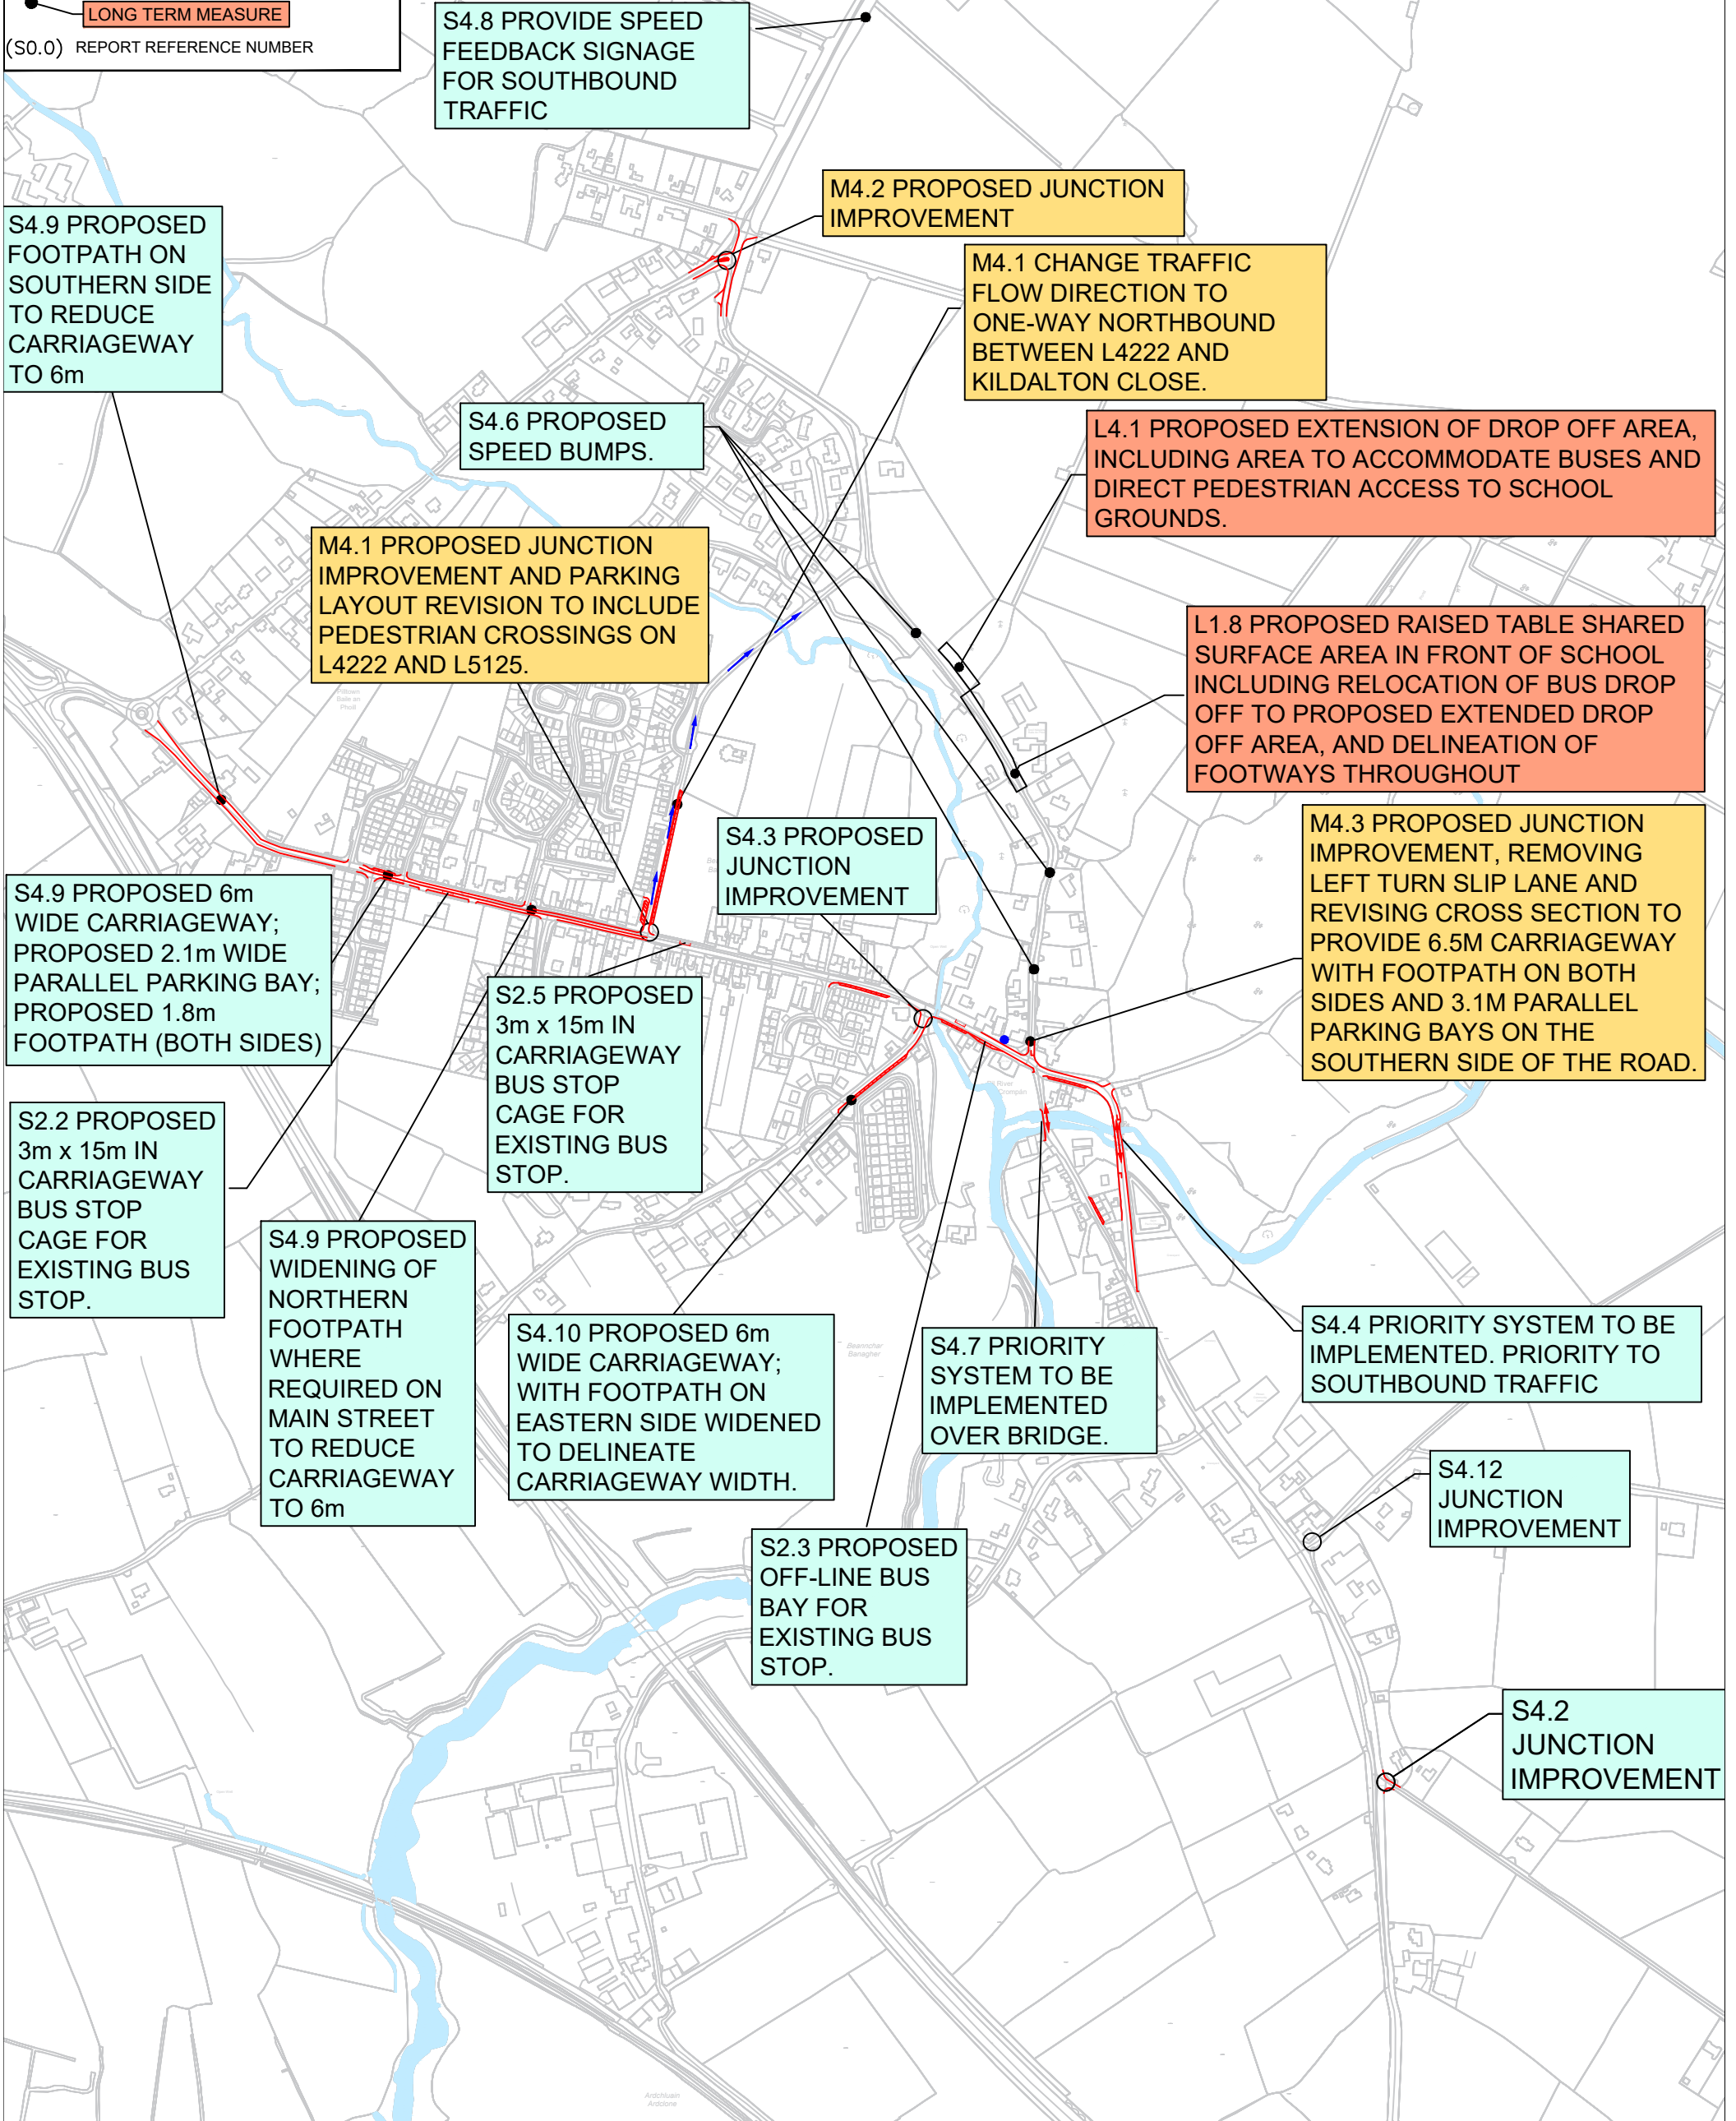 LONG TERM MEASURE
(S0.0) REPORT REFERENCE NUMBER
S4.8 PROVIDE SPEED
FEEDBACK SIGNAGE
FOR SOUTHBOUND
TRAFFIC
M4.2 PROPOSED JUNCTION
IMPROVEMENT
S4.9 PROPOSED
FOOTPATH ON
SOUTHERN SIDE
TO REDUCE
CARRIAGEWAY
TO 6m
M4.1 CHANGE TRAFFIC
FLOW DIRECTION TO
ONE-WAY NORTHBOUND
BETWEEN L4222 AND
KILDALTON CLOSE.
S4.6 PROPOSED
SPEED BUMPS.
L4.1 PROPOSED EXTENSION OF DROP OFF AREA,
INCLUDING AREA TO ACCOMMODATE BUSES AND
DIRECT PEDESTRIAN ACCESS TO SCHOOL
GROUNDS.
M4.1 PROPOSED JUNCTION
IMPROVEMENT AND PARKING
LAYOUT REVISION TO INCLUDE
PEDESTRIAN CROSSINGS ON
L4222 AND L5125.
L1.8 PROPOSED RAISED TABLE SHARED
SURFACE AREA IN FRONT OF SCHOOL
INCLUDING RELOCATION OF BUS DROP
OFF TO PROPOSED EXTENDED DROP
OFF AREA, AND DELINEATION OF
FOOTWAYS THROUGHOUT
Piltown
Baile an
Phoill
M4.3 PROPOSED JUNCTION
IMPROVEMENT, REMOVING
LEFT TURN SLIP LANE AND
REVISING CROSS SECTION TO
PROVIDE 6.5M CARRIAGEWAY
WITH FOOTPATH ON BOTH
SIDES AND 3.1M PARALLEL
PARKING BAYS ON THE
SOUTHERN SIDE OF THE ROAD.
S4.3 PROPOSED
JUNCTION
IMPROVEMENT
S4.9 PROPOSED 6m
WIDE CARRIAGEWAY;
PROPOSED 2.1m WIDE
PARALLEL PARKING BAY;
PROPOSED 1.8m
FOOTPATH (BOTH SIDES)
S2.5 PROPOSED
3m x 15m IN
CARRIAGEWAY
BUS STOP
CAGE FOR
EXISTING BUS
STOP.
S2.2 PROPOSED
3m x 15m IN
CARRIAGEWAY
BUS STOP
CAGE FOR
EXISTING BUS
STOP.
S4.9 PROPOSED
WIDENING OF
NORTHERN
FOOTPATH
WHERE
REQUIRED ON
MAIN STREET
TO REDUCE
CARRIAGEWAY
TO 6m
S4.10 PROPOSED 6m
WIDE CARRIAGEWAY;
WITH FOOTPATH ON
EASTERN SIDE WIDENED
TO DELINEATE
CARRIAGEWAY WIDTH.
Banagher
S4.7 PRIORITY
SYSTEM TO BE
IMPLEMENTED
OVER BRIDGE.
S4.4 PRIORITY SYSTEM TO BE
IMPLEMENTED. PRIORITY TO
SOUTHBOUND TRAFFIC
S4.12
JUNCTION
IMPROVEMENT
S2.3 PROPOSED
OFF-LINE BUS
BAY FOR
EXISTING BUS
STOP.
S4.2
JUNCTION
IMPROVEMENT
Ardchluain
Ardclone